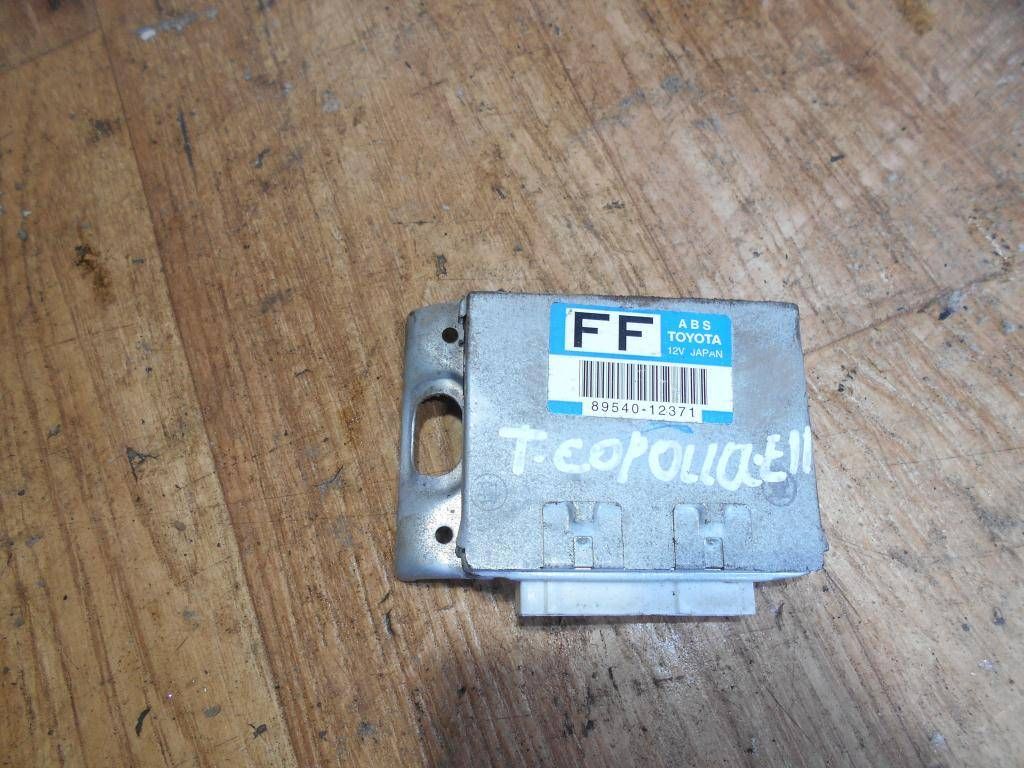 FF
ABS
TOYOTA
12V JAPAN
89540-12371
T.COPOLLA.E11